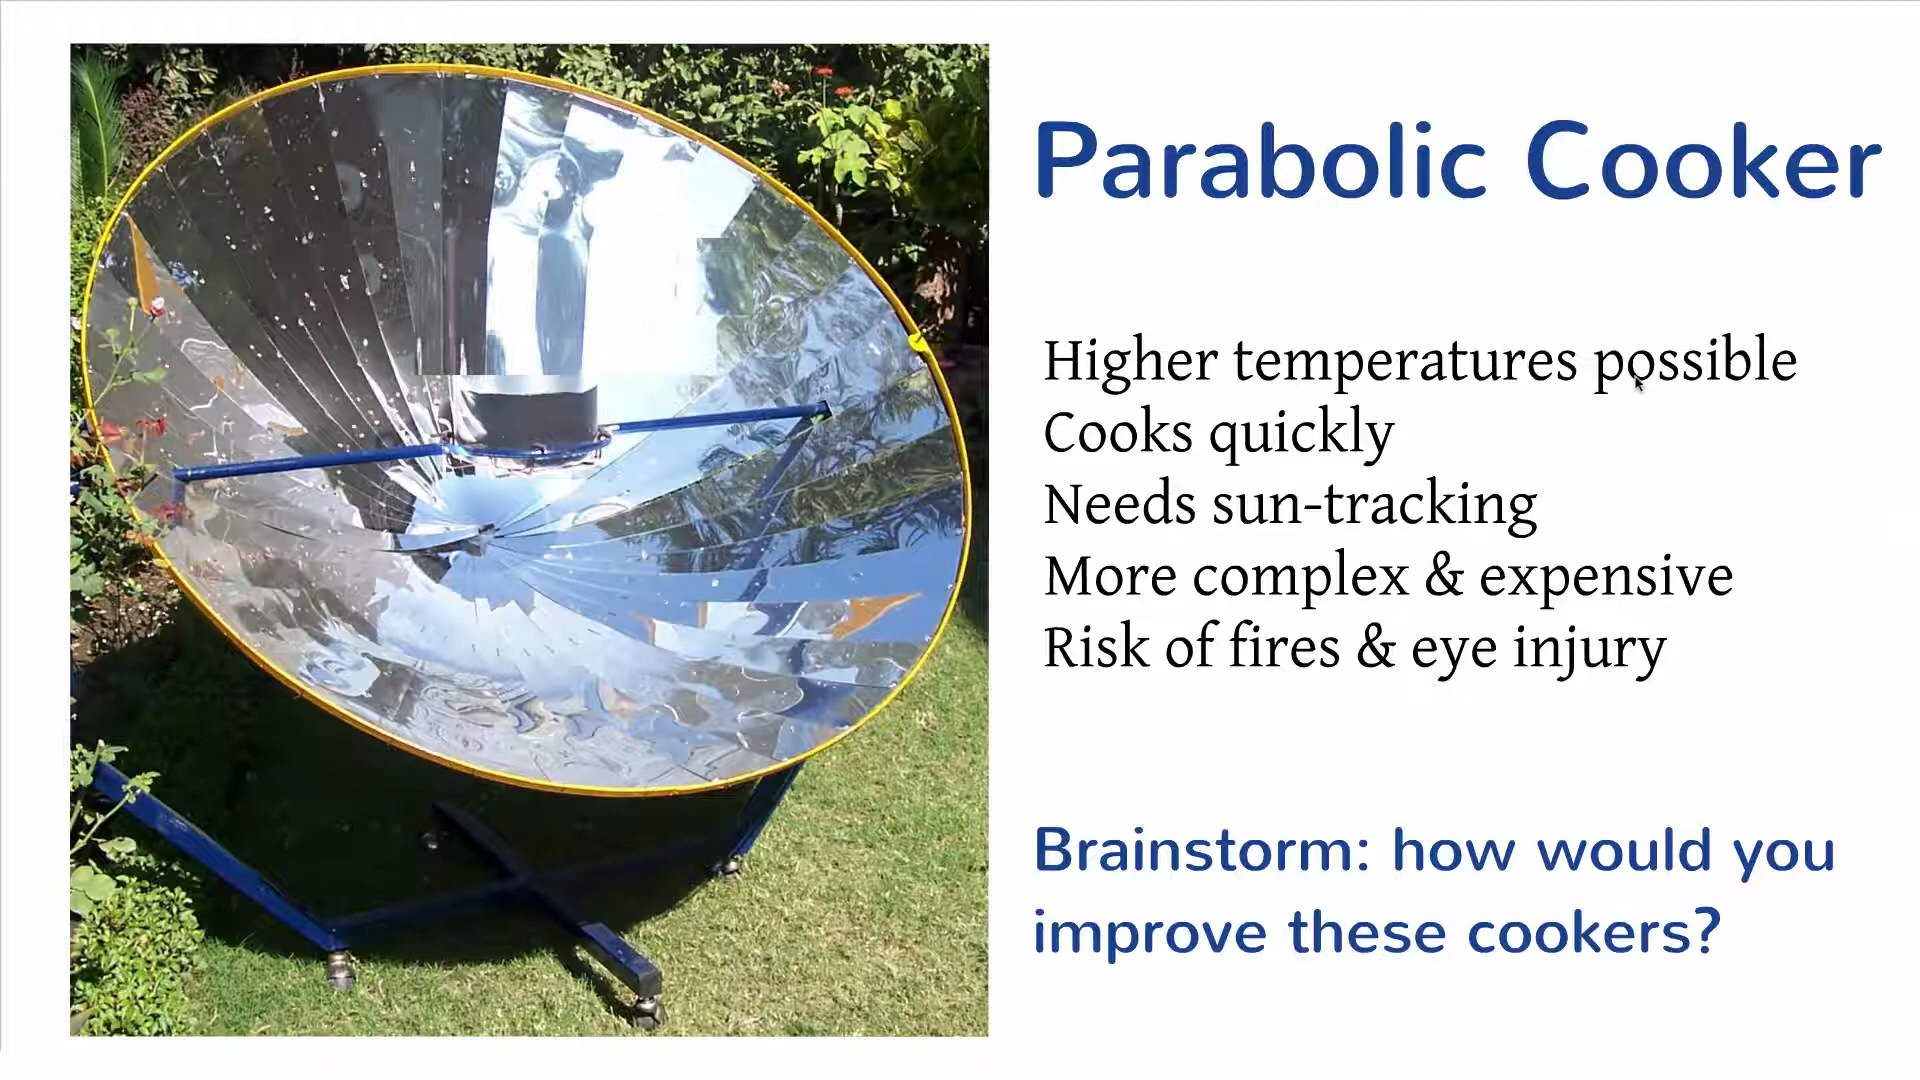 Parabolic Cooker
Higher temperatures possible
Cooks quickly
Needs sun-tracking
More complex & expensive
Risk of fires & eye injury
Brainstorm: how would you
improve these cookers?